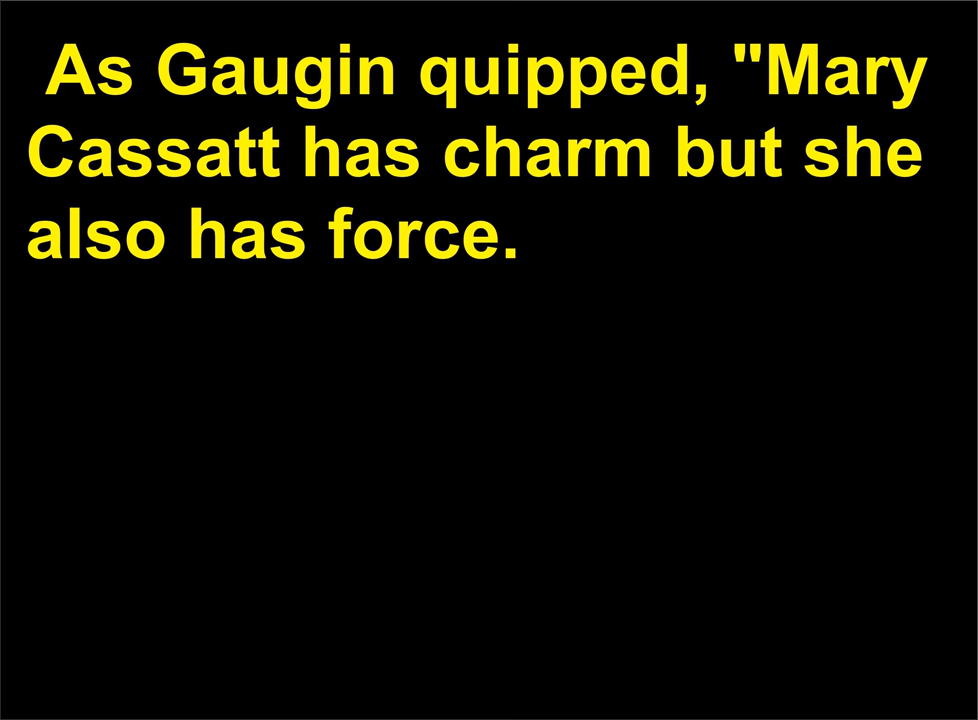 As Gaugin quipped, "Mary
Cassatt has charm but she
also has force.